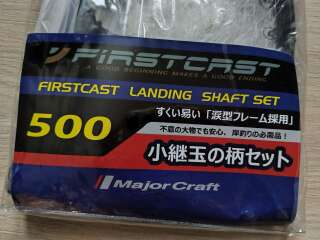 FIRSTCAST
A GOOD BEGINNING MAKES A GOOD ENDING
FIRSTCAST LANDING SHAFT SET
500
すくい易い「涙型フレーム採用」
不意の大物でも安心、岸釣りの必需品！
小継玉の柄セット
Major Craft